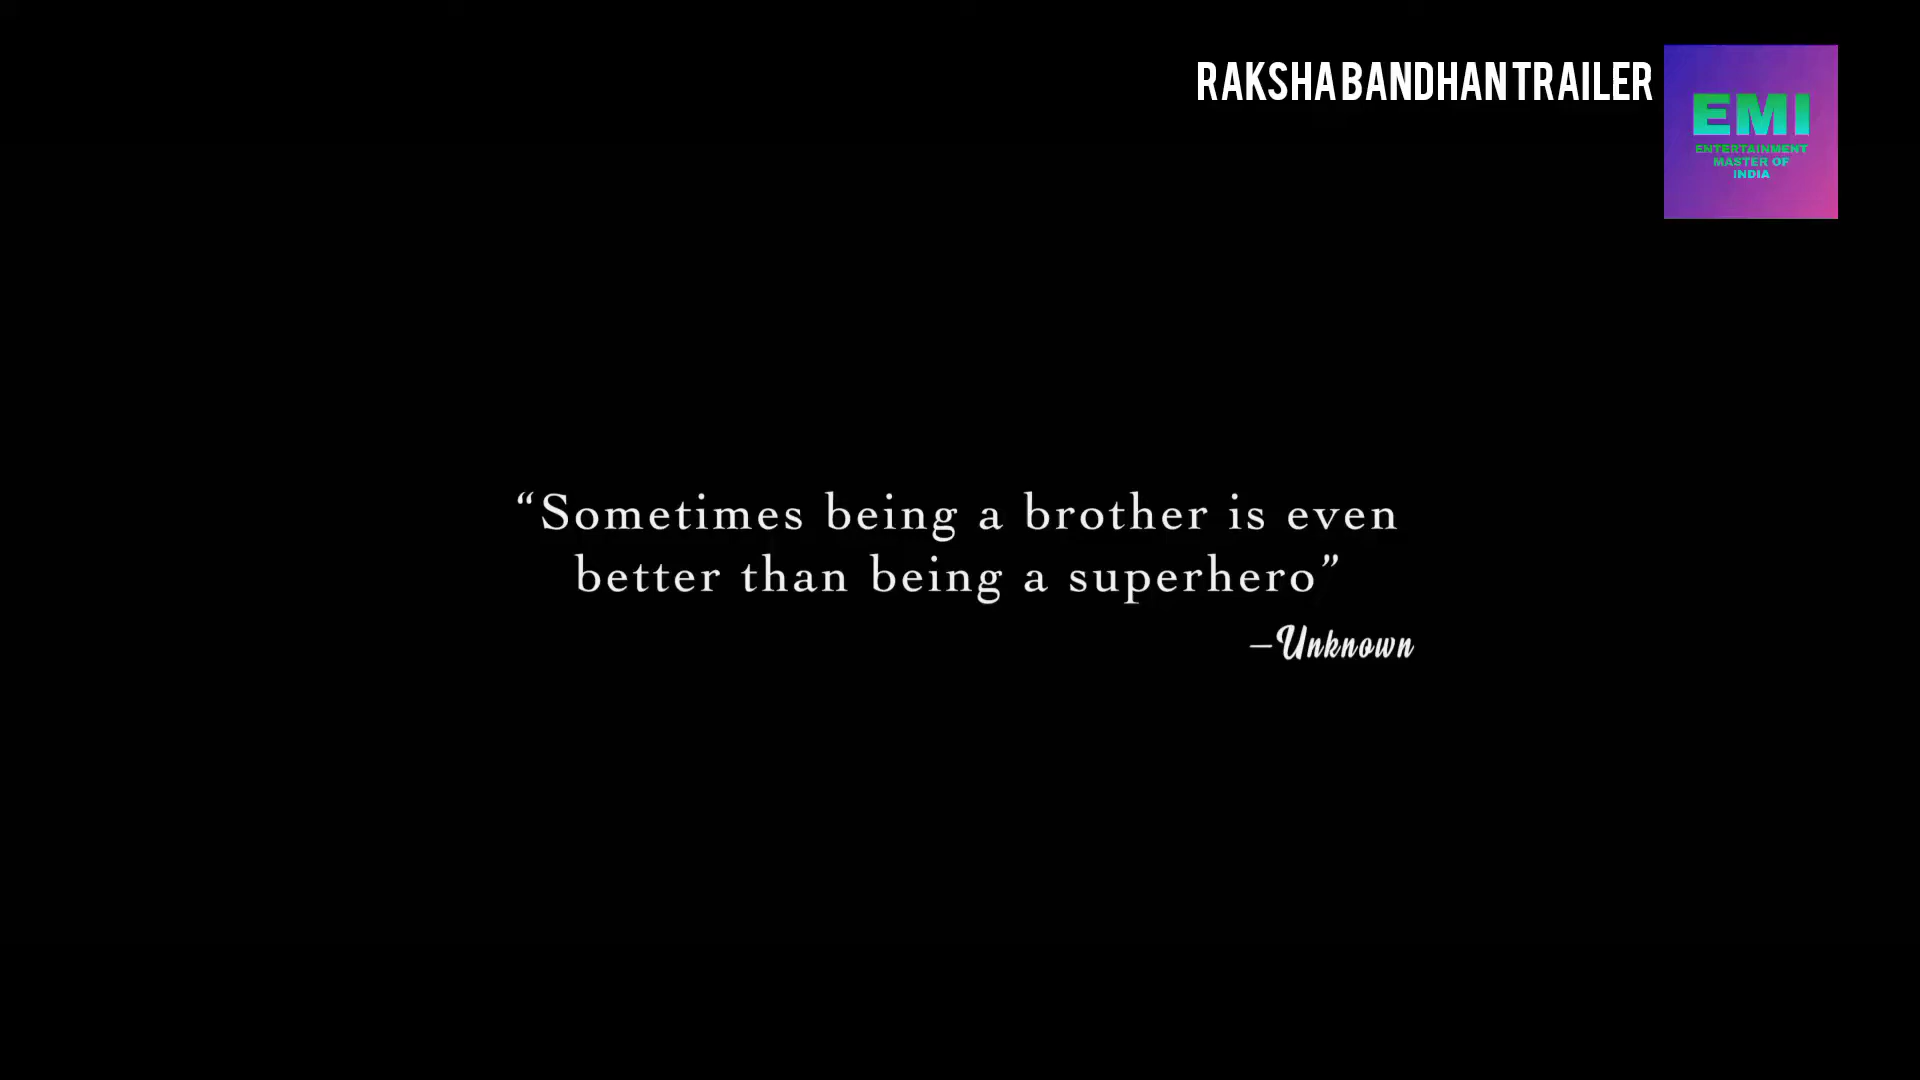 RAKSHA BANDHAN TRAILER
EMI
ENTERTAINMENT
MASTER OF
INDIA
“Sometimes being a brother is even
better than being a superhero”
–Unknown